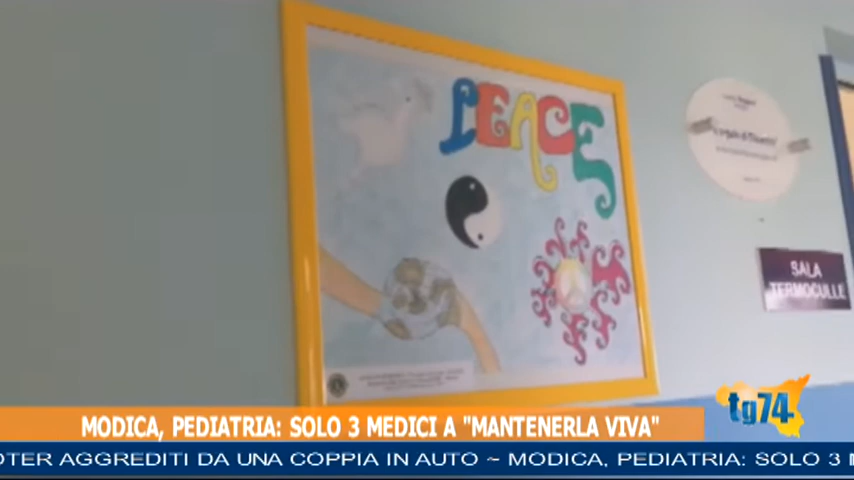 PEACE
SALA
TERMOCULLE
tg74
MODICA, PEDIATRIA: SOLO 3 MEDICI A "MANTENERLA VIVA"
OTER AGGREDITI DA UNA COPPIA IN AUTO ~ MODICA, PEDIATRIA: SOLO 3 M